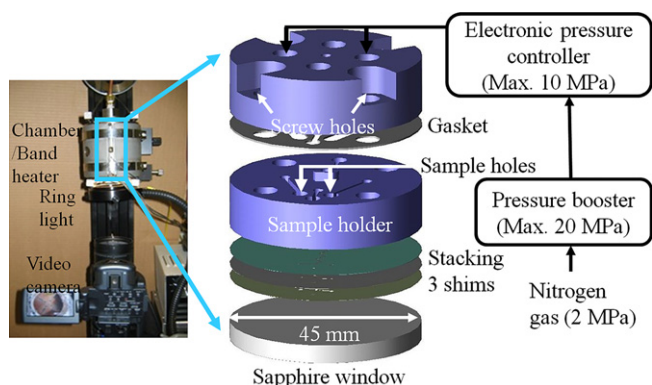 Chamber
/Band
heater
Ring
light
Video
camera
Screw holes
Gasket
Sample holes
Sample holder
Stacking
3 shims
45 mm
Sapphire window
Electronic pressure
controller
(Max. 10 MPa)
Pressure booster
(Max. 20 MPa)
Nitrogen
gas (2 MPa)